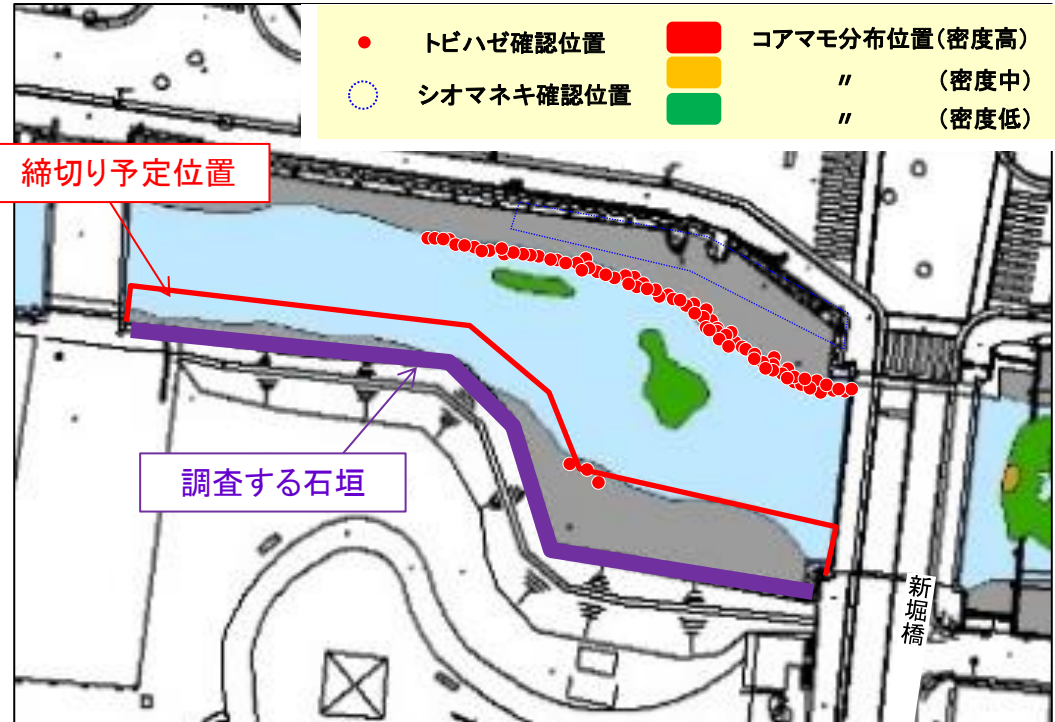 トビハゼ確認位置
シオマネキ確認位置
コアマモ分布位置(密度高)
〃 (密度中)
〃 (密度低)
締切り予定位置
調査する石垣
新堀橋